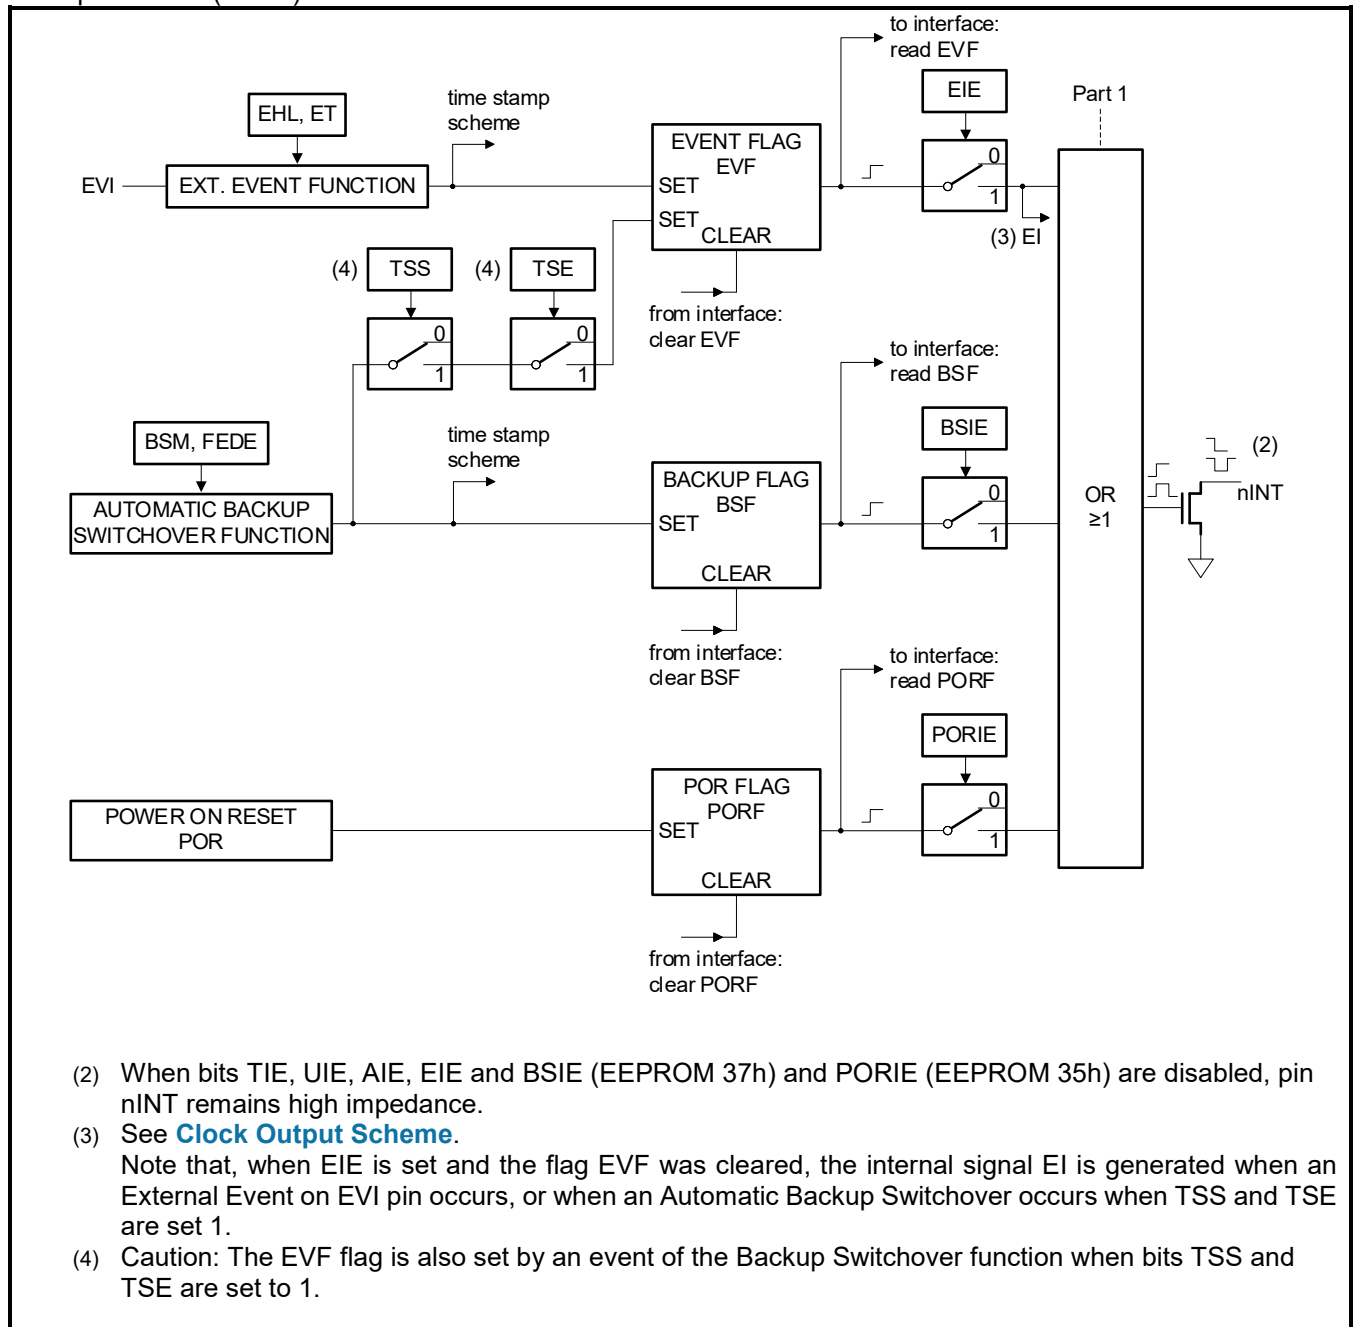 to interface:
read EVF
EIE
Part 1
time stamp
scheme
EHL, ET
EVENT FLAG
EVF
0
1
EVI
EXT. EVENT FUNCTION
SET
SET
CLEAR
(3) EI
(4)
TSS
(4)
TSE
from interface:
clear EVF
0
1
0
1
to interface:
read BSF
BSIE
BSM, FEDE
time stamp
scheme
BACKUP FLAG
BSF
0
1
OR
≥1
(2)
nINT
AUTOMATIC BACKUP
SWITCHOVER FUNCTION
SET
CLEAR
from interface:
clear BSF
to interface:
read PORF
PORIE
POR FLAG
PORF
0
1
POWER ON RESET
POR
SET
CLEAR
from interface:
clear PORF
(2) When bits TIE, UIE, AIE, EIE and BSIE (EEPROM 37h) and PORIE (EEPROM 35h) are disabled, pin
nINT remains high impedance.
(3) See Clock Output Scheme.
Note that, when EIE is set and the flag EVF was cleared, the internal signal EI is generated when an
External Event on EVI pin occurs, or when an Automatic Backup Switchover occurs when TSS and TSE
are set 1.
(4) Caution: The EVF flag is also set by an event of the Backup Switchover function when bits TSS and
TSE are set to 1.